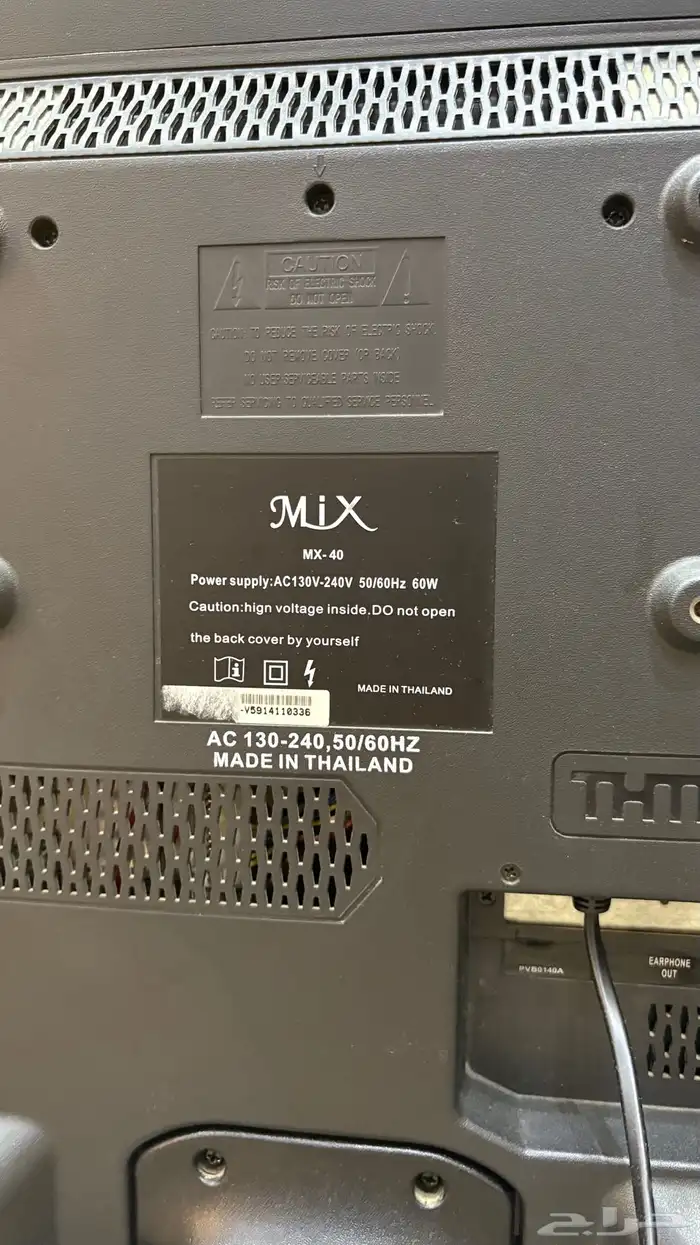 CAUTION
RISK OF ELECTRIC SHOCK
DO NOT OPEN
CAUTION TO REDUCE THE RISK OF ELECTRIC SHOCK
DO NOT REMOVE COVER (OR BACK)
NO USER SERVICEABLE PARTS INSIDE
REFER SERVICING TO QUALIFIED SERVICE PERSONNEL
MiX
MX-40
Power supply:AC130V-240V 50/60Hz 60W
Caution:hign voltage inside.DO not open
the back cover by yourself
MADE IN THAILAND
-V5914110336
AC 130-240,50/60HZ
MADE IN THAILAND
PVB0140A
EARPHONE
OUT
حراج